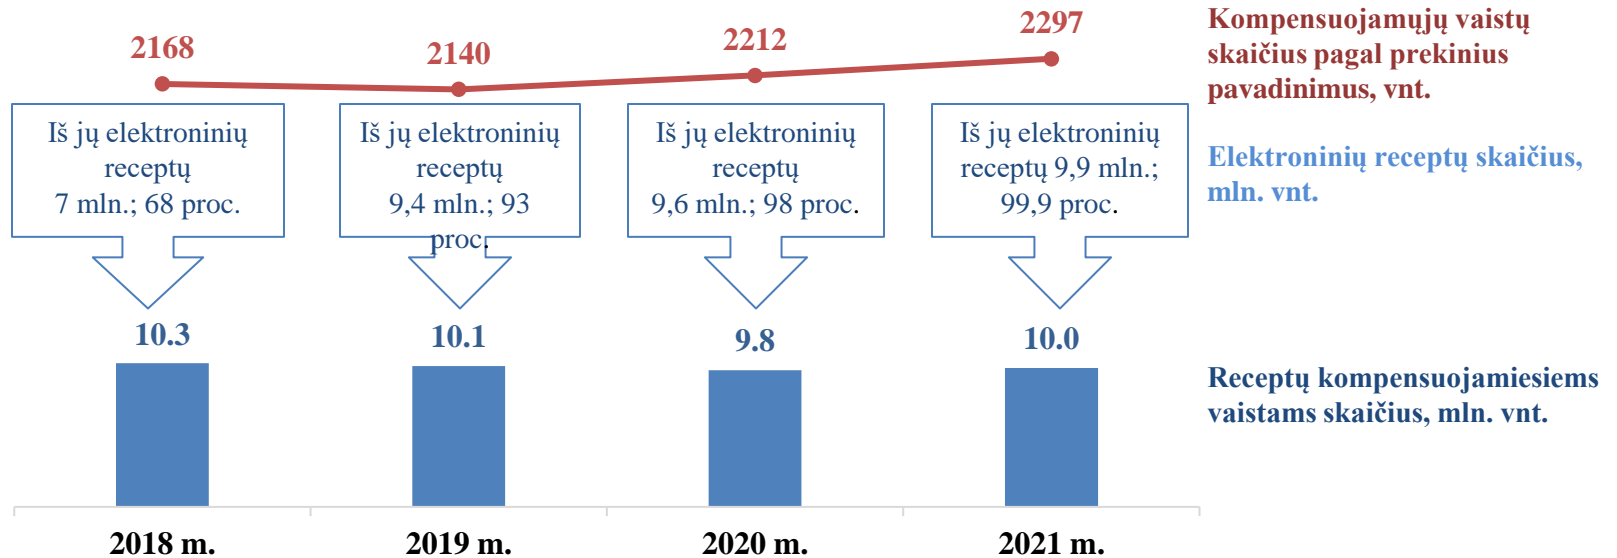 2168
2140
2212
2297
Kompensuojamųjų vaistų
skaičius pagal prekinius
pavadinimus, vnt.
Iš jų elektroninių
receptų
7 mln.; 68 proc.
Iš jų elektroninių
receptų
9,4 mln.; 93
proc.
Iš jų elektroninių
receptų
9,6 mln.; 98 proc.
Iš jų elektroninių
receptų 9,9 mln.;
99,9 proc.
Elektroninių receptų skaičius,
mln. vnt.
10.3
10.1
9.8
10.0
Receptų kompensuojamiesiems
vaistams skaičius, mln. vnt.
2018 m.
2019 m.
2020 m.
2021 m.